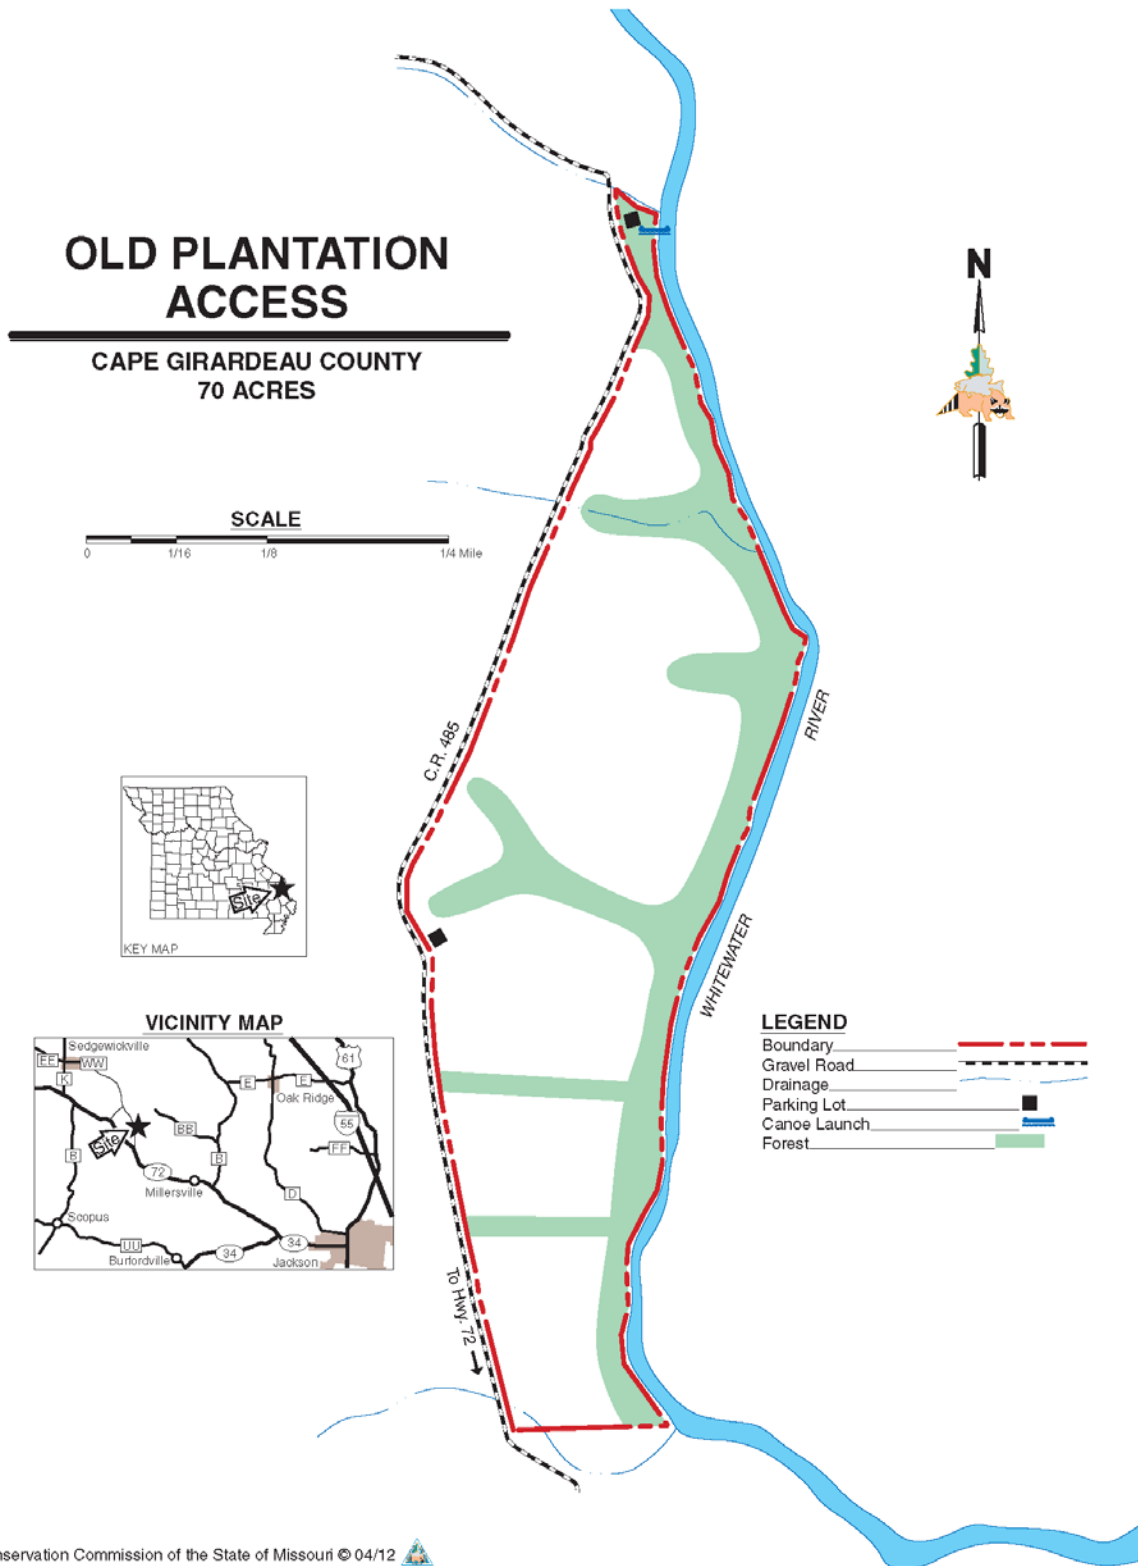 OLD PLANTATION
ACCESS
CAPE GIRARDEAU COUNTY
70 ACRES
N
SCALE
0 1/16 1/8 1/4 Mile
C.R. 485
RIVER
WHITEWATER
To Hwy. 72
Site
KEY MAP
VICINITY MAP
Sedgewickville
EE
WW
K
61
E
E
Oak Ridge
55
BB
FF
Site
B
B
72
Millersville
D
Scopus
UU
Burfordville
34
34
Jackson
LEGEND
Boundary
Gravel Road
Drainage
Parking Lot
Canoe Launch
Forest
nservation Commission of the State of Missouri © 04/12